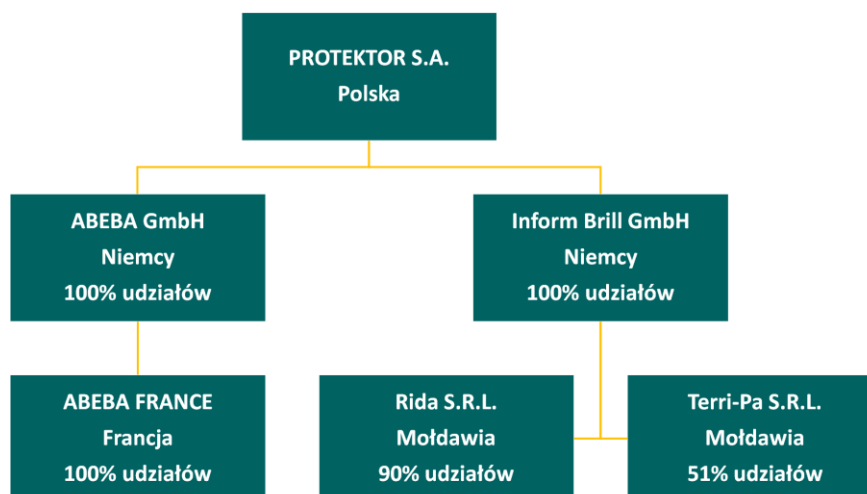 PROTEKTOR S.A.
Polska
ABEBA GmbH
Niemcy
100% udziałów
Inform Brill GmbH
Niemcy
100% udziałów
ABEBA FRANCE
Francja
100% udziałów
Rida S.R.L.
Mołdawia
90% udziałów
Terri-Pa S.R.L.
Mołdawia
51% udziałów